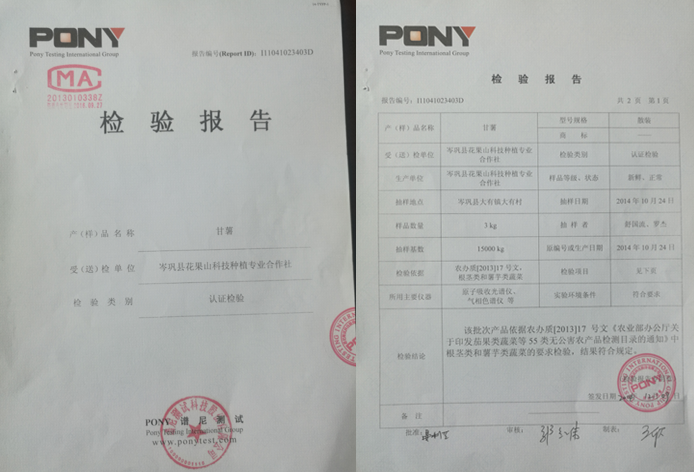 PONY
Pony Testing International Group
报告编号(Report ID): I11041023403D
MA
2013010338Z
检 验 报 告
产（样）品 名 称 甘薯
受（送）检 单 位 岑巩县花果山科技种植专业合作社
检 验 类 别 认证检验
PONY 谱尼测试
Pony Testing International Group
www.ponytest.com
PONY
Pony Testing International Group
检 验 报 告
报告编号: I11041023403D 共 2 页 第 1 页
产（样）品名称 甘薯 型号规格 散装
商 标 ——
受（送）检单位 岑巩县花果山科技种植专业合作社 检验类别 认证检验
生产单位 岑巩县花果山科技种植专业合作社 样品等级、状态 新鲜、正常
抽样地点 岑巩县大有镇大有村 抽样日期 2014 年 10 月 24 日
样品数量 3 kg 抽 样 者
抽样基数 15000 kg 原编号或生产日期 2014 年 10 月 24 日
检验依据 农办质[2013]17 号文,
根茎类和薯芋类蔬菜 检验项目 见下页
所用主要仪器 原子吸收光谱仪、
气相色谱仪 等 实验环境条件 符合要求
检验结论 该批次产品依据农办质[2013]17 号文《农业部办公厅关
于印发茄果类蔬菜等 55 类无公害农产品检测目录的通知》中
根茎类和薯芋类蔬菜的要求检验，结果符合规定。
PONY
签发日期
备 注
批准: 审核: 制表: